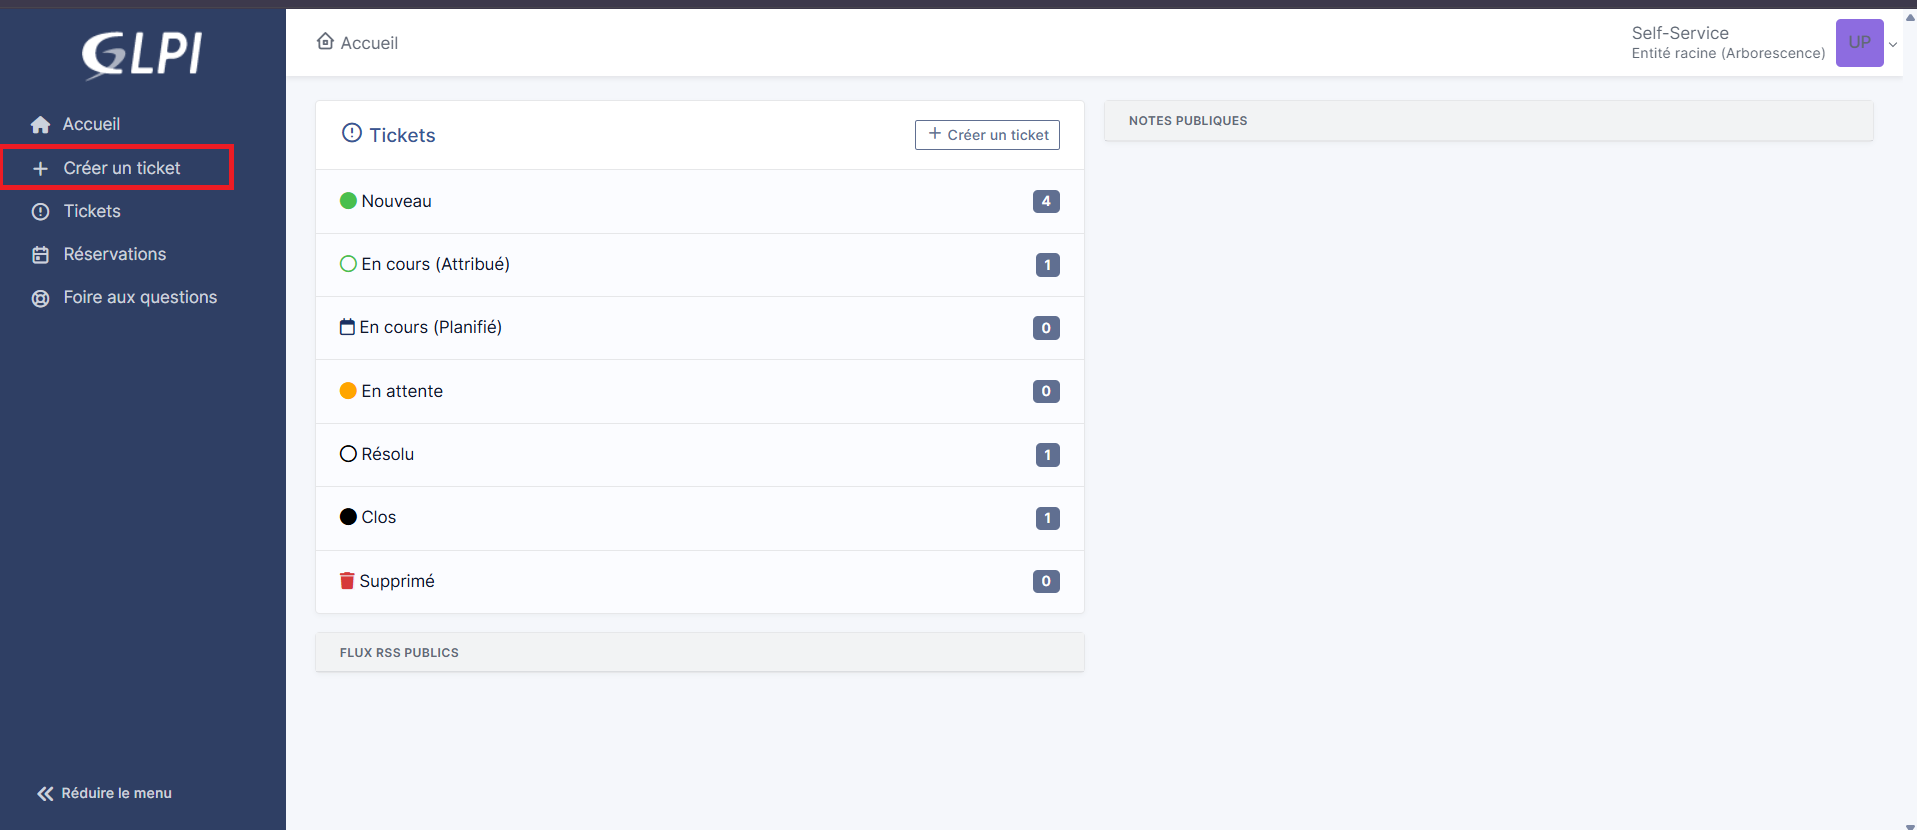 GLPI
Accueil
Créer un ticket
Tickets
Réservations
Foire aux questions
Réduire le menu
Accueil
Self-Service
Entité racine (Arborescence)
UP
Tickets
Créer un ticket
Nouveau 4
En cours (Attribué) 1
En cours (Planifié) 0
En attente 0
Résolu 1
Clos 1
Supprimé 0
FLUX RSS PUBLICS
NOTES PUBLIQUES